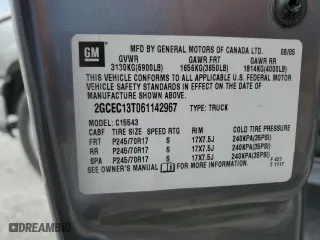 GM
MFD BY GENERAL MOTORS OF CANADA LTD. 08/05
GVWR GAWR FRT GAWR RR
3130KG(6900LB) 1656KG(3650LB) 1814KG(4000LB)
THIS VEHICLE CONFORMS TO ALL APPLICABLE U.S. FEDERAL MOTOR
VEHICLE SAFETY STANDARDS IN EFFECT ON THE DATE OF
MANUFACTURE SHOWN ABOVE.
2GCEC13T061142967 TYPE: TRUCK
MODEL: C15543
TIRE SIZE SPEED RTG RIM COLD TIRE PRESSURE
FRT P245/70R17 S 17X7.5J 240KPA(35PSI)
RR P245/70R17 S 17X7.5J 240KPA(35PSI)
SPA P245/70R17 S 17X7.5J 240KPA(35PSI)
SEE OWNER'S MANUAL FOR MORE INFORMATION.
DREAMBID